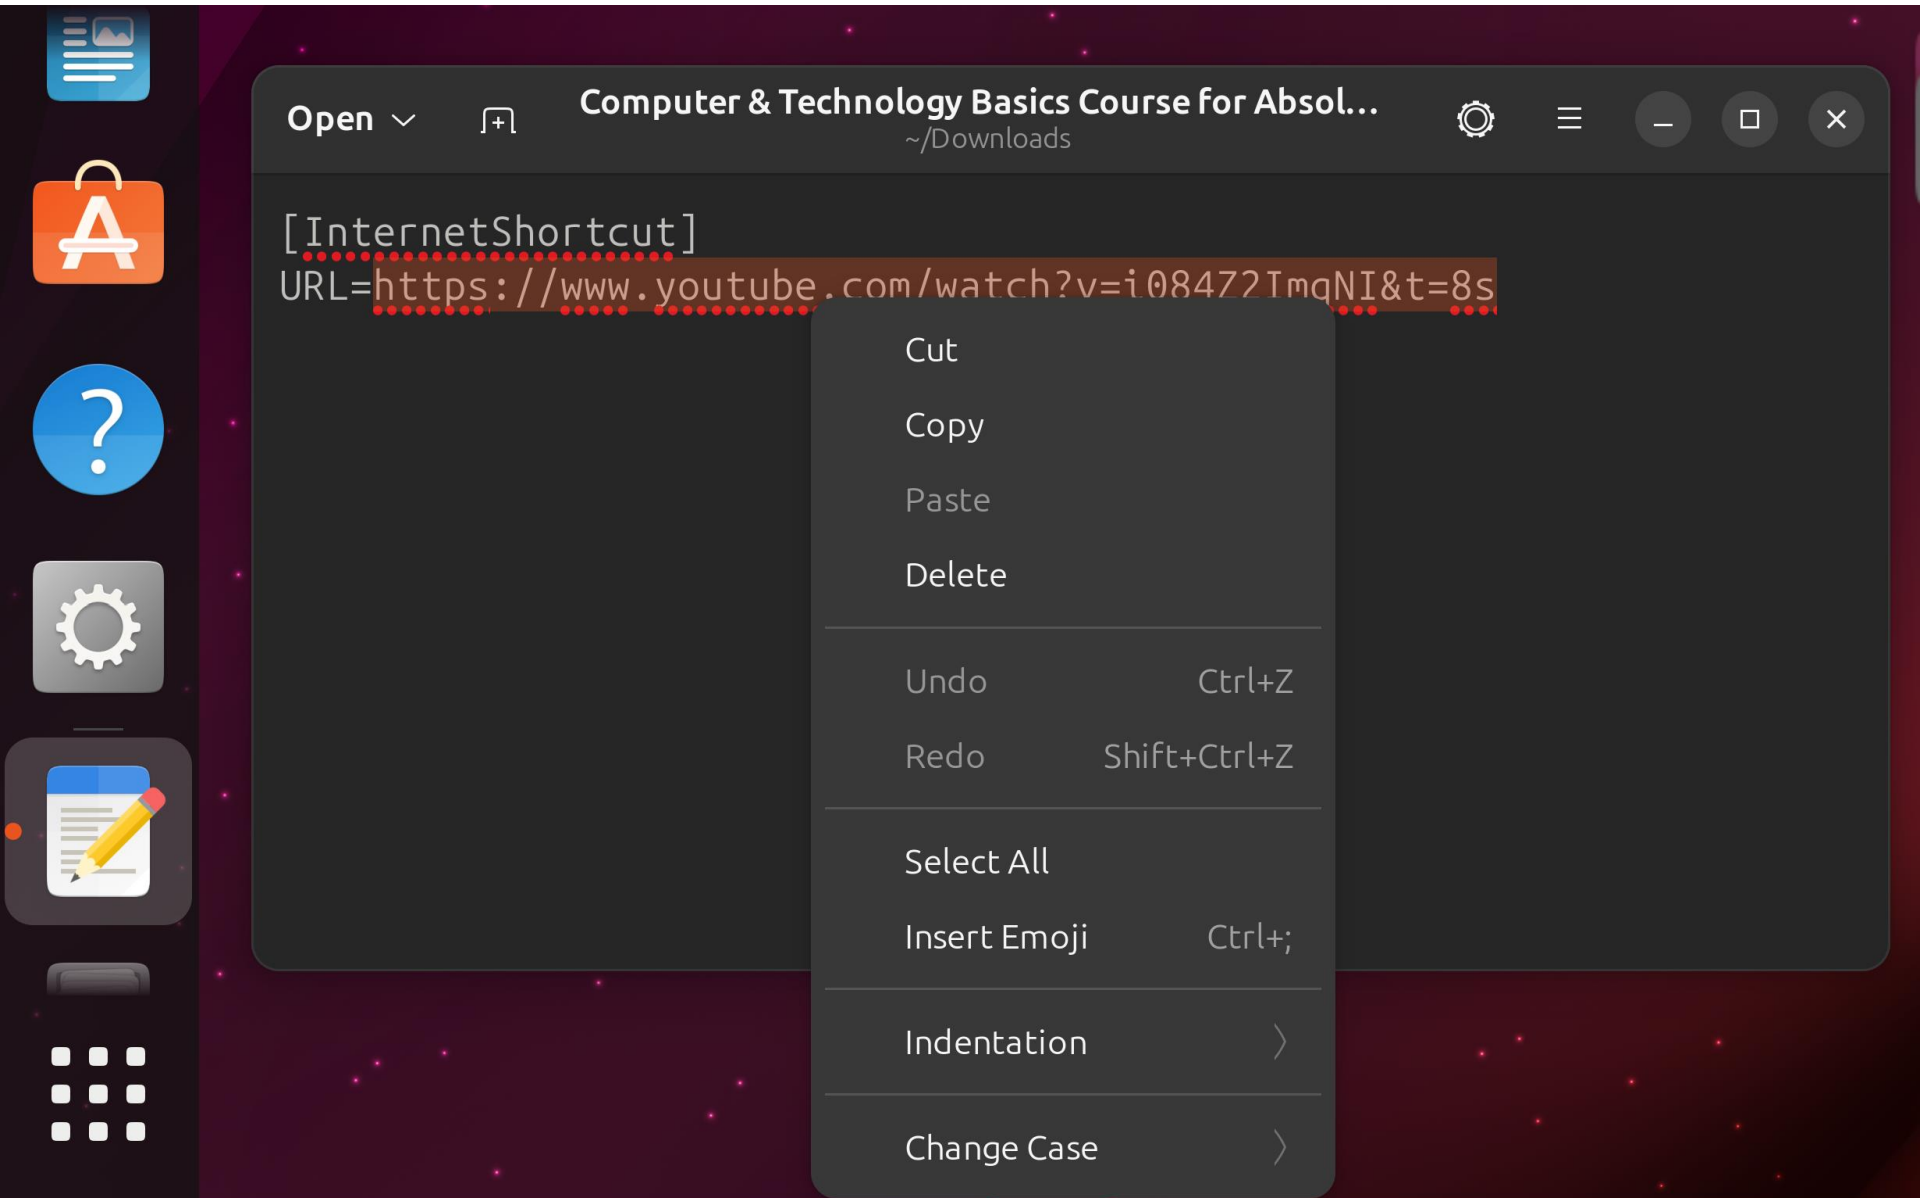 Open
Computer & Technology Basics Course for Absol...
~/Downloads
[InternetShortcut]
URL=https://www.youtube.com/watch?v=i084Z2ImqNI&t=8s
Cut
Copy
Paste
Delete
Undo Ctrl+Z
Redo Shift+Ctrl+Z
Select All
Insert Emoji Ctrl+;
Indentation
Change Case